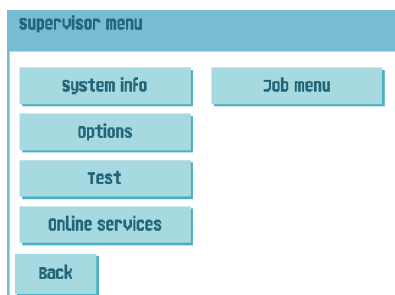 Supervisor menu
System info
Job menu
Options
Test
Online services
Back